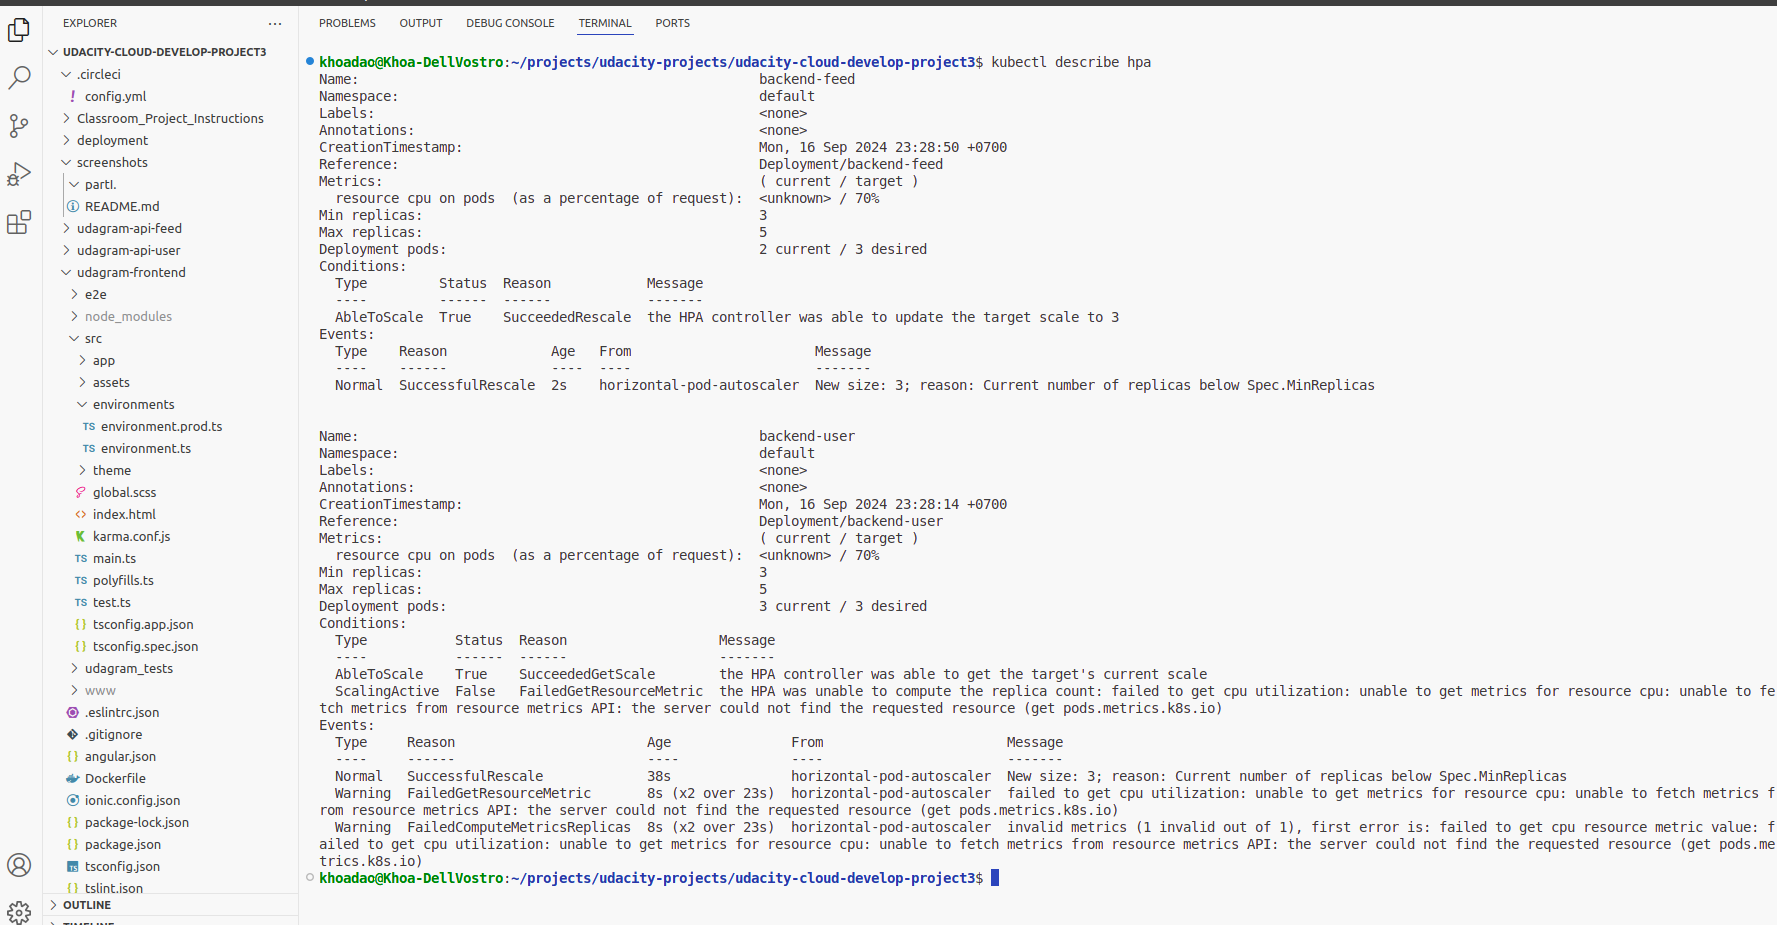 EXPLORER
...
UDACITY-CLOUD-DEVELOP-PROJECT3
.circleci
! config.yml
Classroom_Project_Instructions
deployment
screenshots
partI.
README.md
udagram-api-feed
udagram-api-user
udagram-frontend
e2e
node_modules
src
app
assets
environments
TS environment.prod.ts
TS environment.ts
theme
global.scss
<> index.html
karma.conf.js
TS main.ts
TS polyfills.ts
TS test.ts
{} tsconfig.app.json
{} tsconfig.spec.json
udagram_tests
www
.eslintrc.json
.gitignore
{} angular.json
Dockerfile
ionic.config.json
{} package-lock.json
{} package.json
tsconfig.json
{} tslint.json
OUTLINE
TIMELINE
PROBLEMS OUTPUT DEBUG CONSOLE TERMINAL PORTS
khoadao@Khoa-DellVostro:~/projects/udacity-projects/udacity-cloud-develop-project3$ kubectl describe hpa
Name: backend-feed
Namespace: default
Labels: <none>
Annotations: <none>
CreationTimestamp: Mon, 16 Sep 2024 23:28:50 +0700
Reference: Deployment/backend-feed
Metrics: ( current / target )
resource cpu on pods (as a percentage of request): <unknown> / 70%
Min replicas: 3
Max replicas: 5
Deployment pods: 2 current / 3 desired
Conditions:
Type Status Reason Message
---- ------ ------ -------
AbleToScale True SucceededRescale the HPA controller was able to update the target scale to 3
Events:
Type Reason Age From Message
---- ------ ---- ---- -------
Normal SuccessfulRescale 2s horizontal-pod-autoscaler New size: 3; reason: Current number of replicas below Spec.MinReplicas
Name: backend-user
Namespace: default
Labels: <none>
Annotations: <none>
CreationTimestamp: Mon, 16 Sep 2024 23:28:14 +0700
Reference: Deployment/backend-user
Metrics: ( current / target )
resource cpu on pods (as a percentage of request): <unknown> / 70%
Min replicas: 3
Max replicas: 5
Deployment pods: 3 current / 3 desired
Conditions:
Type Status Reason Message
---- ------ ------ -------
AbleToScale True SucceededGetScale the HPA controller was able to get the target's current scale
ScalingActive False FailedGetResourceMetric the HPA was unable to compute the replica count: failed to get cpu utilization: unable to get metrics for resource cpu: unable to fe
tch metrics from resource metrics API: the server could not find the requested resource (get pods.metrics.k8s.io)
Events:
Type Reason Age From Message
---- ------ ---- ---- -------
Normal SuccessfulRescale 38s horizontal-pod-autoscaler New size: 3; reason: Current number of replicas below Spec.MinReplicas
Warning FailedGetResourceMetric 8s (x2 over 23s) horizontal-pod-autoscaler failed to get cpu utilization: unable to get metrics for resource cpu: unable to fetch metrics f
rom resource metrics API: the server could not find the requested resource (get pods.metrics.k8s.io)
Warning FailedComputeMetricsReplicas 8s (x2 over 23s) horizontal-pod-autoscaler invalid metrics (1 invalid out of 1), first error is: failed to get cpu resource metric value: f
ailed to get cpu utilization: unable to get metrics for resource cpu: unable to fetch metrics from resource metrics API: the server could not find the requested resource (get pods.me
trics.k8s.io)
khoadao@Khoa-DellVostro:~/projects/udacity-projects/udacity-cloud-develop-project3$